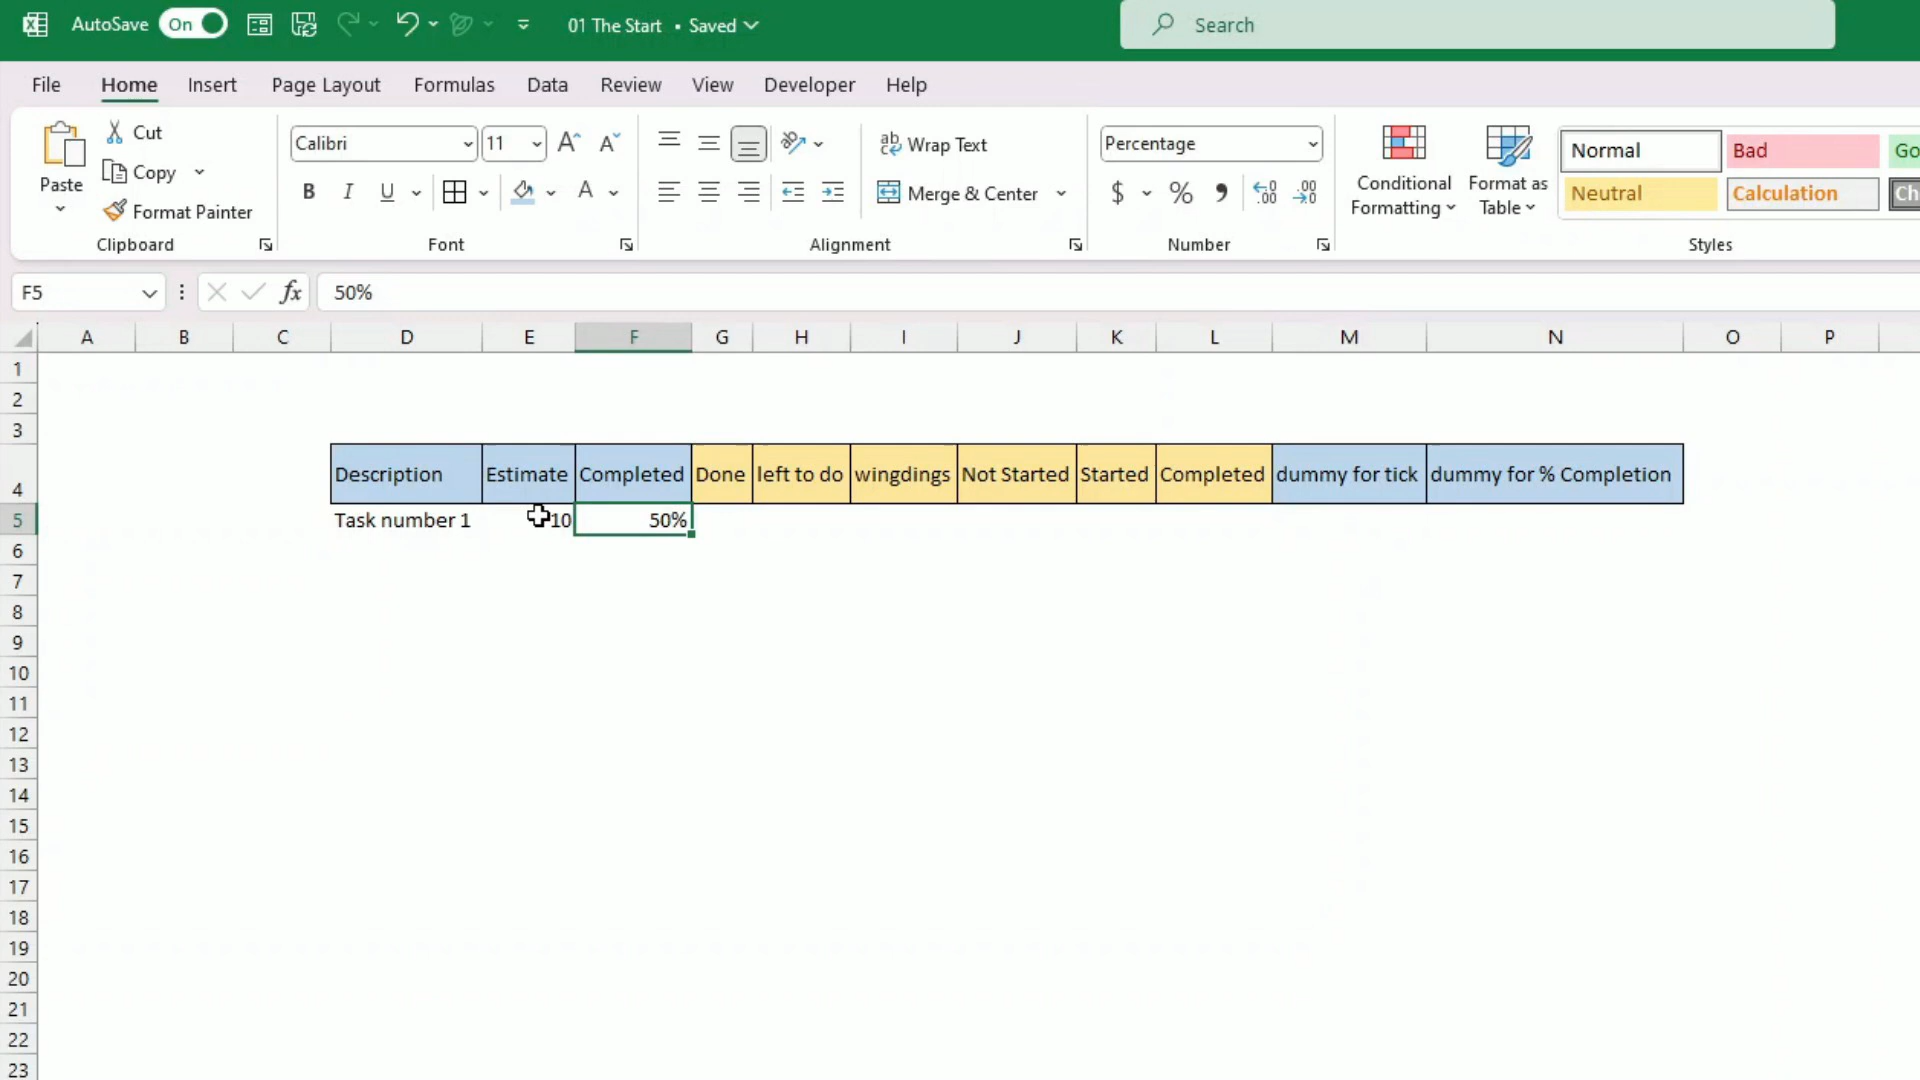 AutoSave On 01 The Start • Saved Search
File Home Insert Page Layout Formulas Data Review View Developer Help
Paste Cut Copy Format Painter Clipboard
Calibri 11 A A B I U A Font
ab Wrap Text Merge & Center Alignment
Percentage $ % , .00 Number
Conditional Formatting Format as Table
Normal Bad Neutral Calculation Styles
F5 fx 50%
A B C D E F G H I J K L M N O P
1
2
3
4 Description Estimate Completed Done left to do wingdings Not Started Started Completed dummy for tick dummy for % Completion
5 Task number 1 10 50%
6
7
8
9
10
11
12
13
14
15
16
17
18
19
20
21
22
23